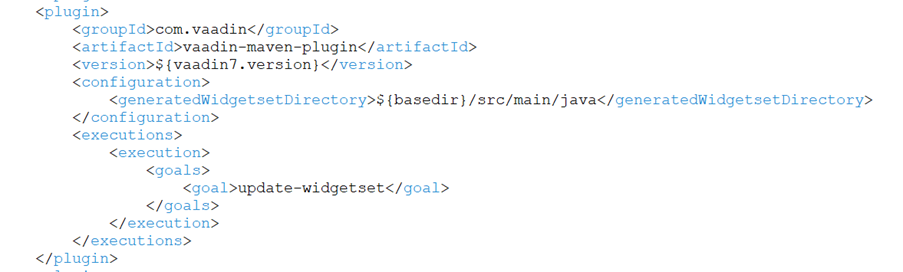 <plugin>
<groupId>com.vaadin</groupId>
<artifactId>vaadin-maven-plugin</artifactId>
<version>${vaadin7.version}</version>
<configuration>
<generatedWidgetsetDirectory>${basedir}/src/main/java</generatedWidgetsetDirectory>
</configuration>
<executions>
<execution>
<goals>
<goal>update-widgetset</goal>
</goals>
</execution>
</executions>
</plugin>